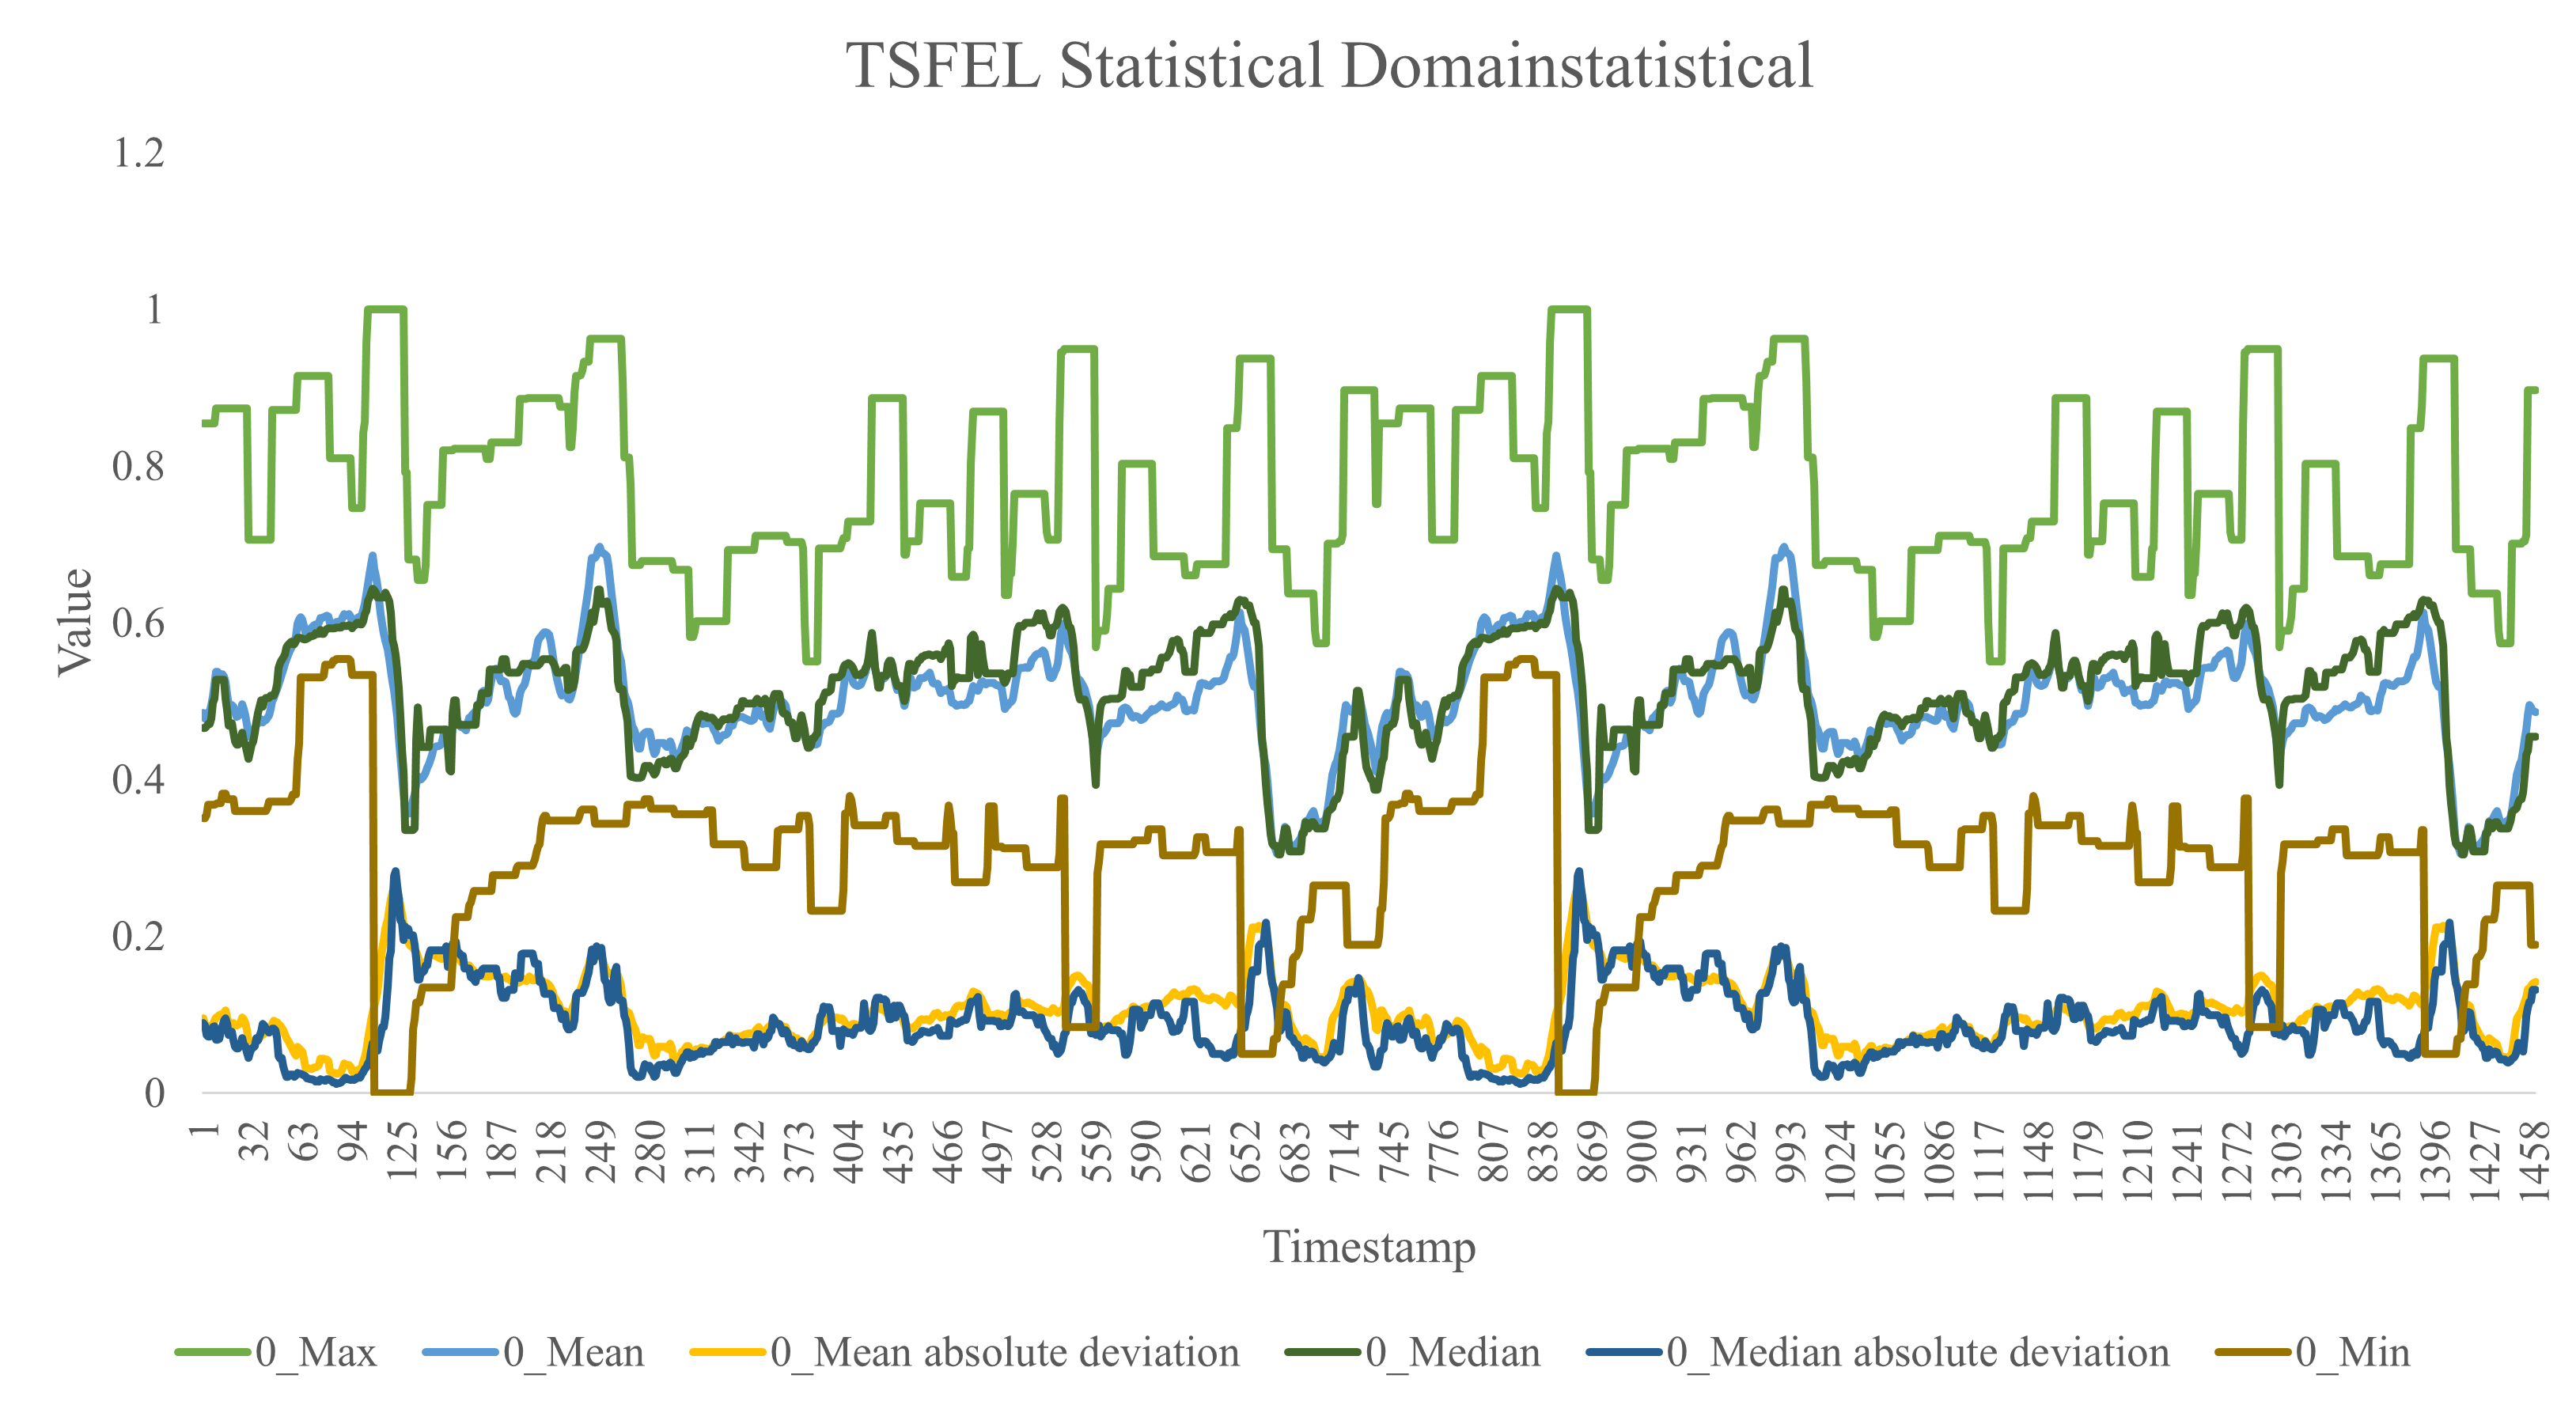 TSFEL Statistical Domainstatistical
1.2
1
0.8
0.6
0.4
0.2
0
Value
1 32 63 94 125 156 187 218 249 280 311 342 373 404 435 466 497 528 559 590 621 652 683 714 745 776 807 838 869 900 931 962 993 1024 1055 1086 1117 1148 1179 1210 1241 1272 1303 1334 1365 1396 1427 1458
Timestamp
0_Max 0_Mean 0_Mean absolute deviation 0_Median 0_Median absolute deviation 0_Min